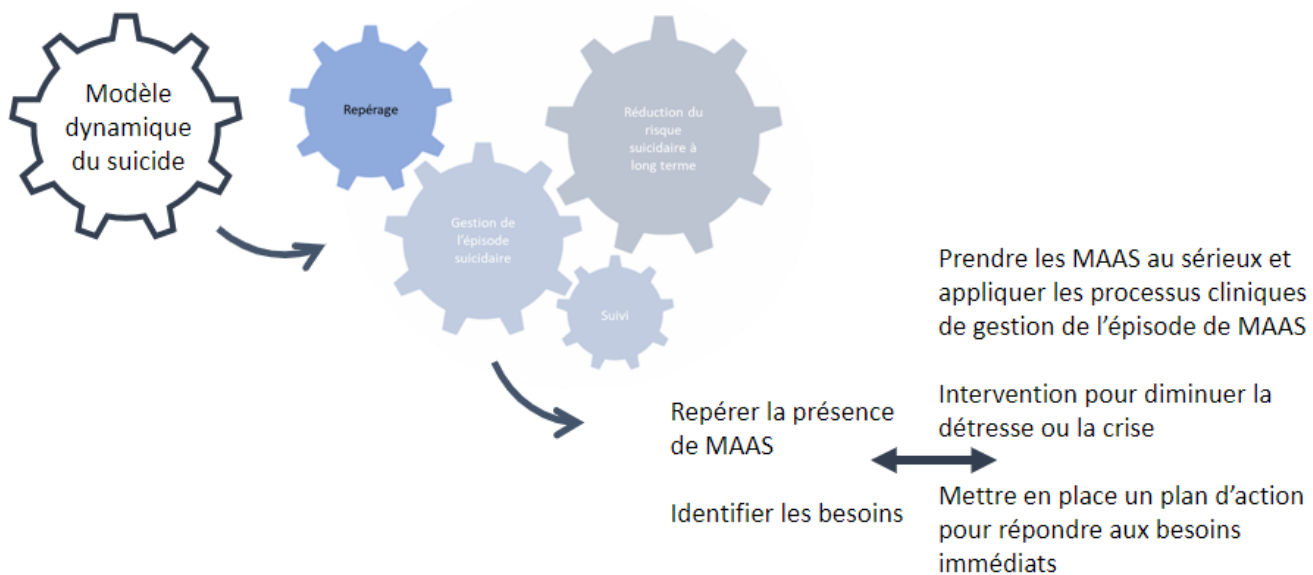 Modèle
dynamique
du suicide
Repérage
Réduction du
risque
suicidaire à
long terme
Gestion de
l'épisode
suicidaire
Suivi
Repérer la présence
de MAAS
Identifier les besoins
Prendre les MAAS au sérieux et
appliquer les processus cliniques
de gestion de l'épisode de MAAS
Intervention pour diminuer la
détresse ou la crise
Mettre en place un plan d'action
pour répondre aux besoins
immédiats